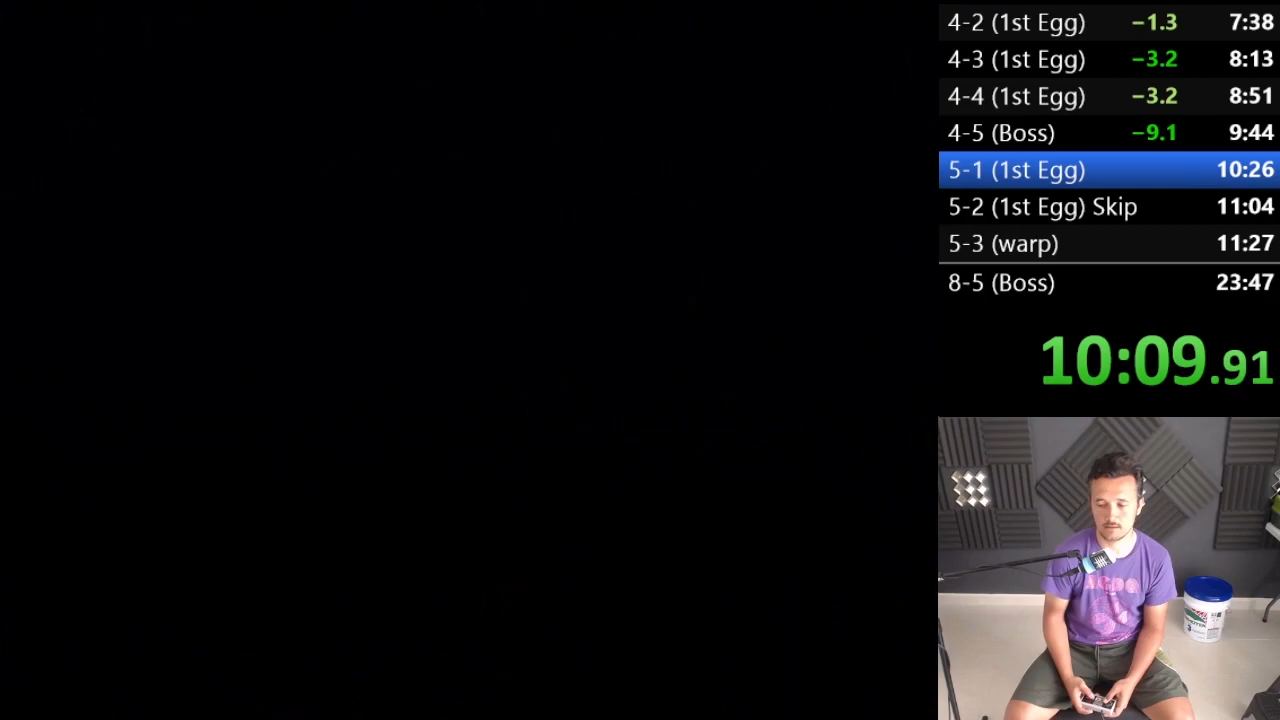 4-2 (1st Egg) −1.3 7:38
4-3 (1st Egg) −3.2 8:13
4-4 (1st Egg) −3.2 8:51
4-5 (Boss) −9.1 9:44
5-1 (1st Egg) 10:26
5-2 (1st Egg) Skip 11:04
5-3 (warp) 11:27
8-5 (Boss) 23:47
10:09.91